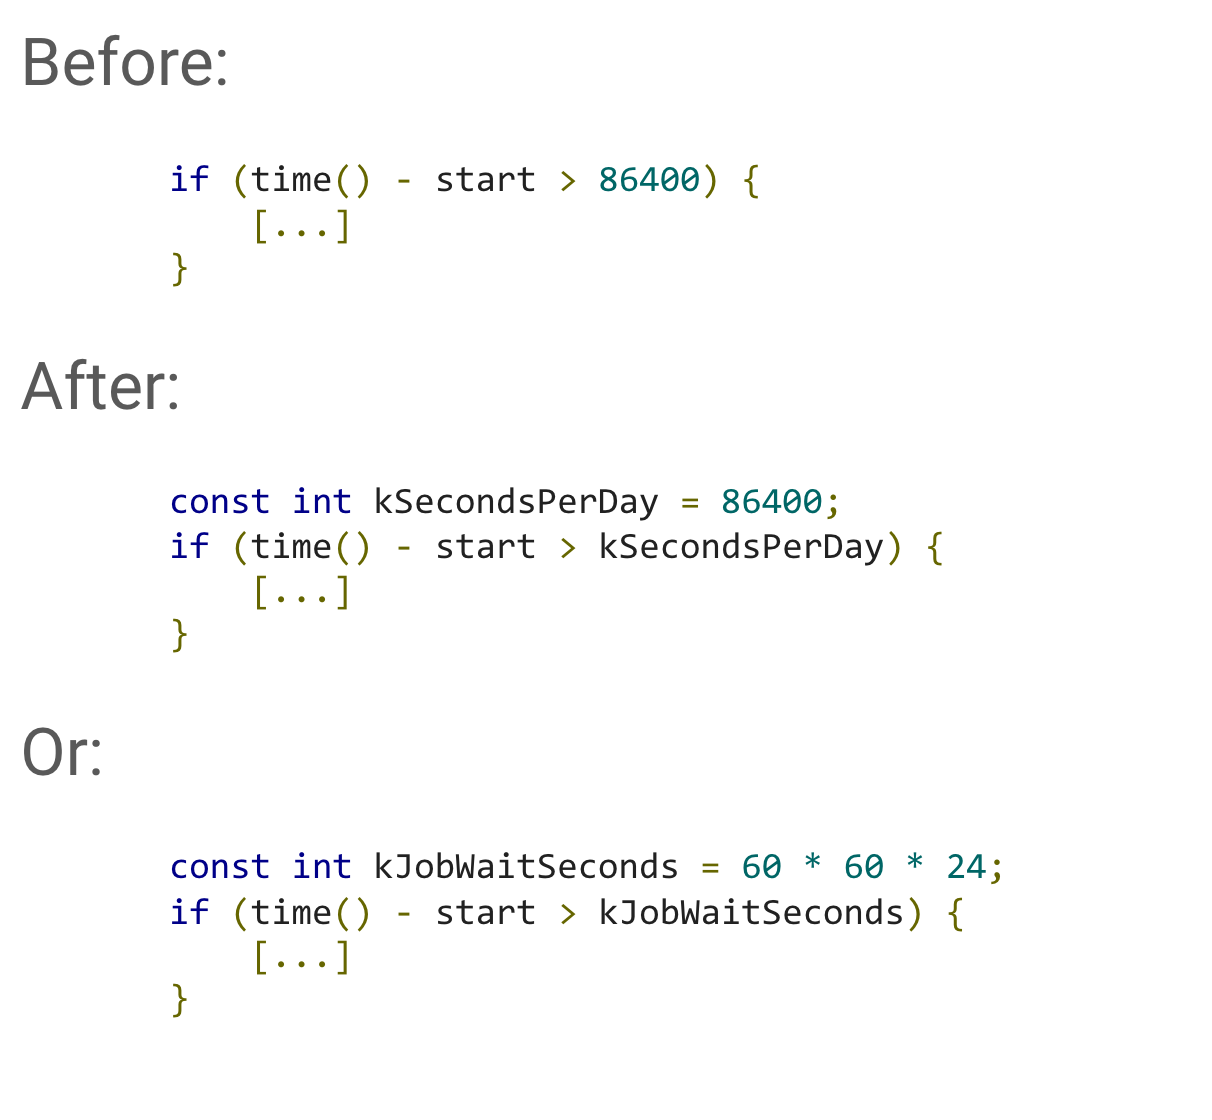 Before:
if (time() - start > 86400) {
    [...]
}
After:
const int kSecondsPerDay = 86400;
if (time() - start > kSecondsPerDay) {
    [...]
}
Or:
const int kJobWaitSeconds = 60 * 60 * 24;
if (time() - start > kJobWaitSeconds) {
    [...]
}